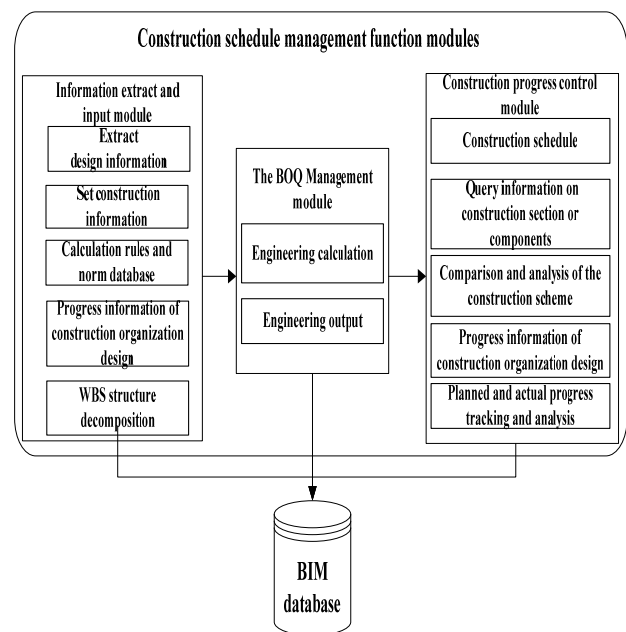 Construction schedule management function modules
Information extract and
input module
Extract
design information
Set construction
information
Calculation rules and
norm database
Progress information of
construction organization
design
WBS structure
decomposition
The BOQ Management
module
Engineering calculation
Engineering output
Construction progress control
module
Construction schedule
Query information on
construction section or
components
Comparison and analysis of the
construction scheme
Progress information of
construction organization design
Planned and actual progress
tracking and analysis
BIM
database